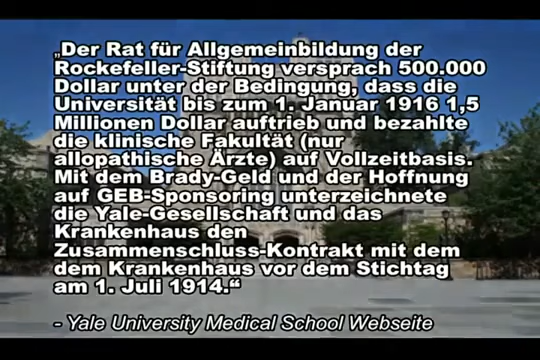 „Der Rat für Allgemeinbildung der
Rockefeller-Stiftung versprach 500.000
Dollar unter der Bedingung, dass die
Universität bis zum 1. Januar 1916 1,5
Millionen Dollar auftrieb und bezahlte
die klinische Fakultät (nur
allopathische Ärzte) auf Vollzeitbasis.
Mit dem Brady-Geld und der Hoffnung
auf GEB-Sponsoring unterzeichnete
die Yale-Gesellschaft und das
Krankenhaus den
Zusammenschluss-Kontrakt mit dem
dem Krankenhaus vor dem Stichtag
am 1. Juli 1914.“
- Yale University Medical School Webseite